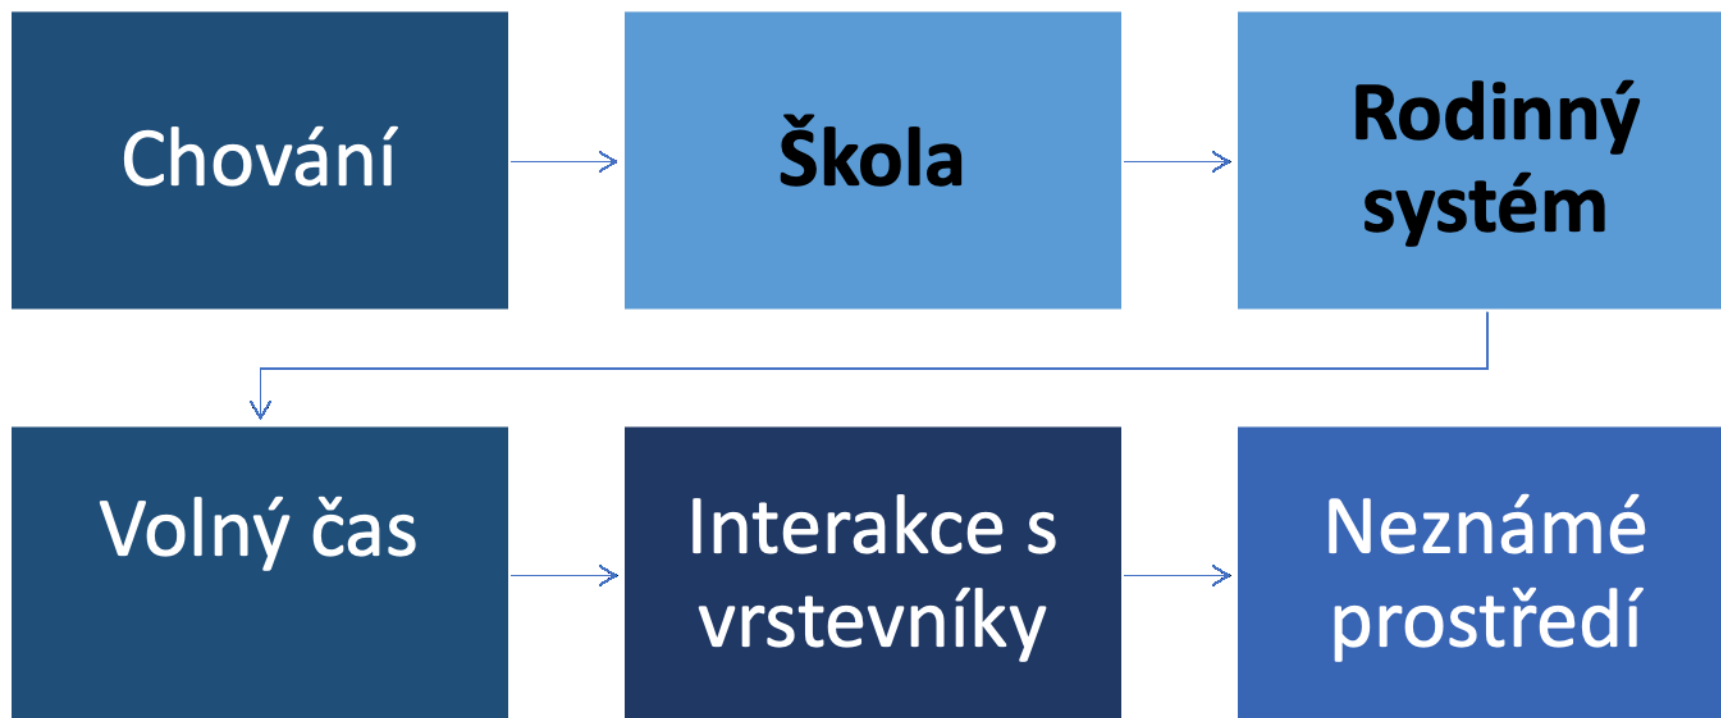 Chování
Škola
Rodinný
systém
Volný čas
Interakce s
vrstevníky
Neznámé
prostředí